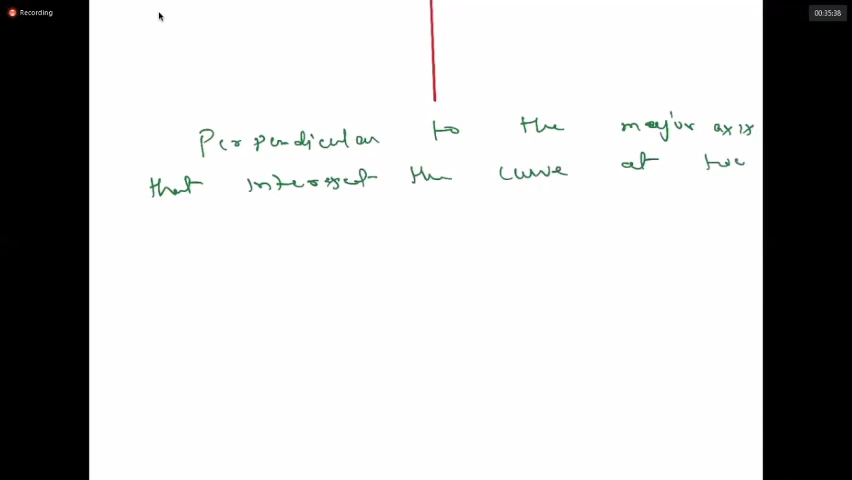 Recording
00:35:38
Perpendicular to the major axis
that intersect the curve at two